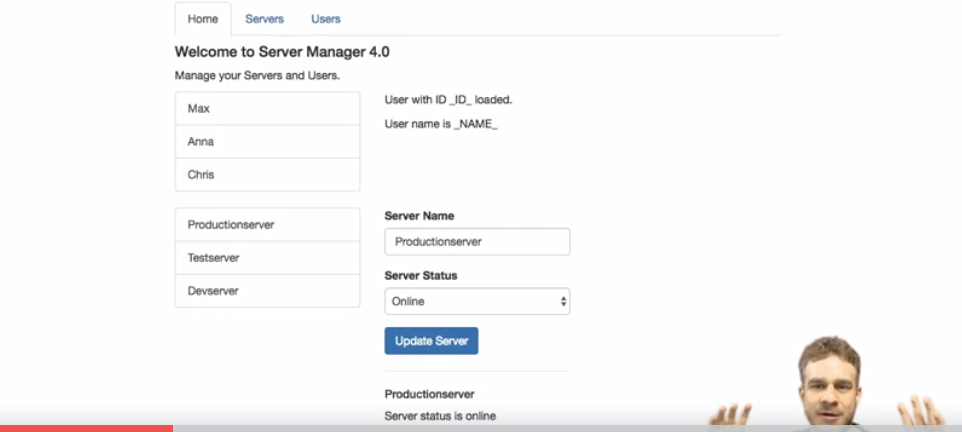 Home Servers Users
Welcome to Server Manager 4.0
Manage your Servers and Users.
Max
Anna
Chris
User with ID _ID_ loaded.
User name is _NAME_
Productionserver
Testserver
Devserver
Server Name
Productionserver
Server Status
Online
Update Server
Productionserver
Server status is online